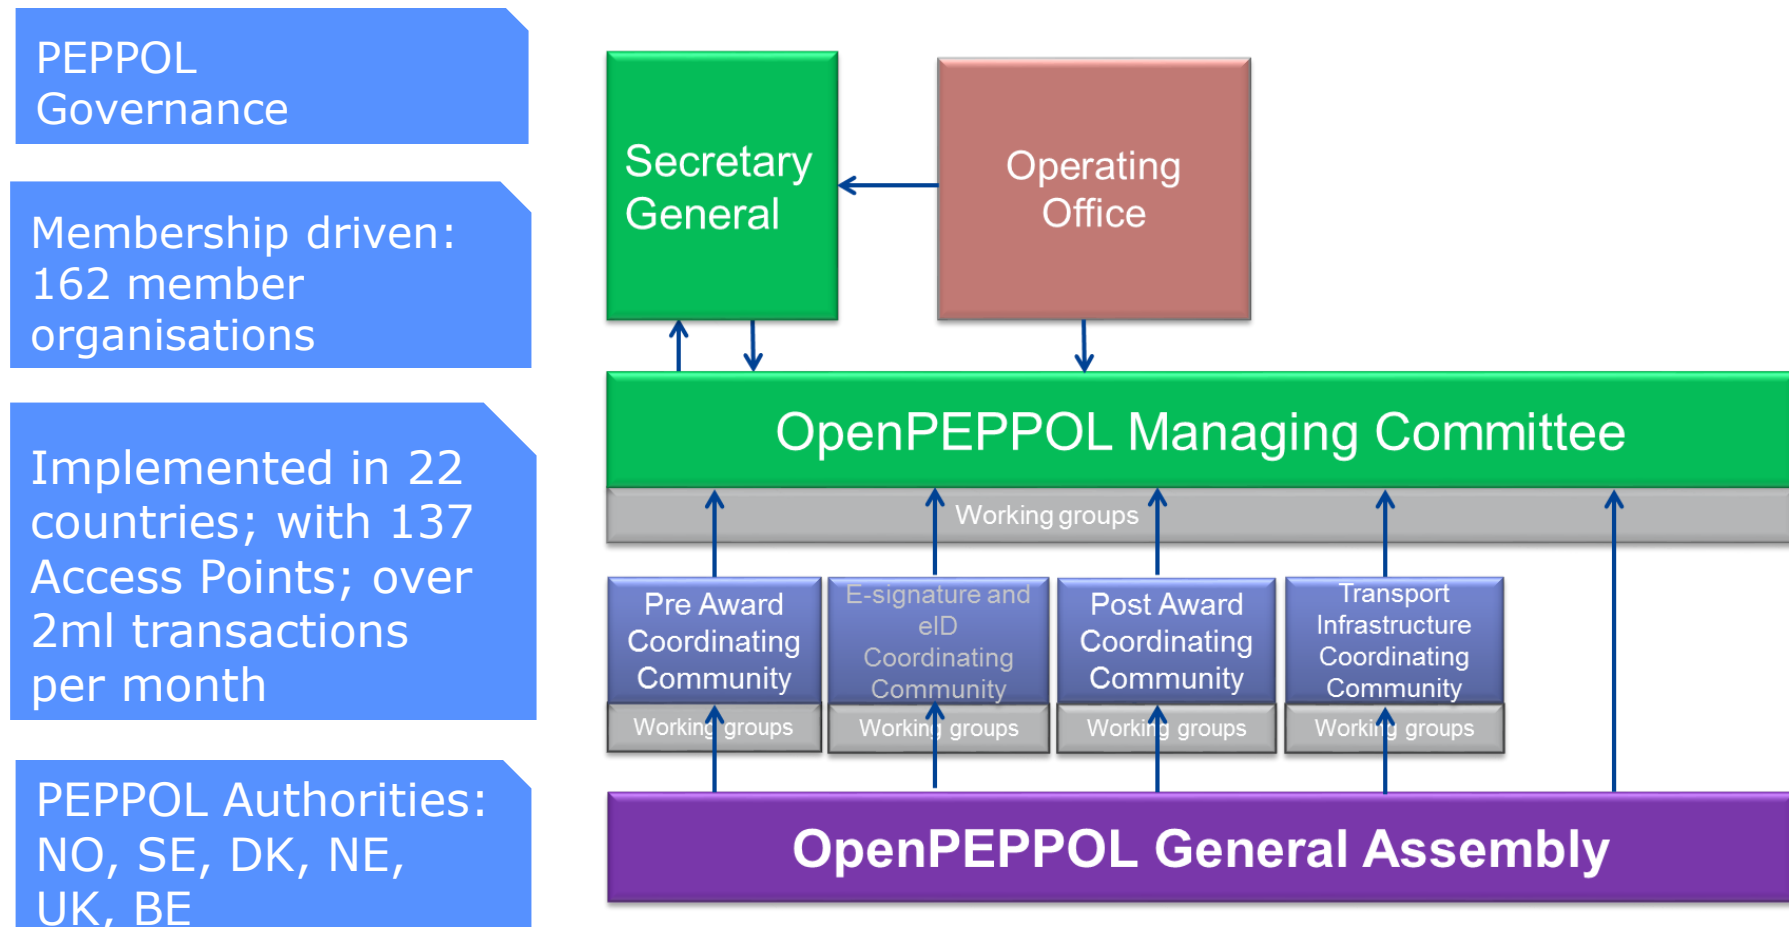 PEPPOL
Governance
Membership driven:
162 member
organisations
Implemented in 22
countries; with 137
Access Points; over
2ml transactions
per month
PEPPOL Authorities:
NO, SE, DK, NE,
UK, BE
Secretary
General
Operating
Office
OpenPEPPOL Managing Committee
Working groups
Pre Award
Coordinating
Community
Working groups
E-signature and
eID
Coordinating
Community
Working groups
Post Award
Coordinating
Community
Working groups
Transport
Infrastructure
Coordinating
Community
Working groups
OpenPEPPOL General Assembly